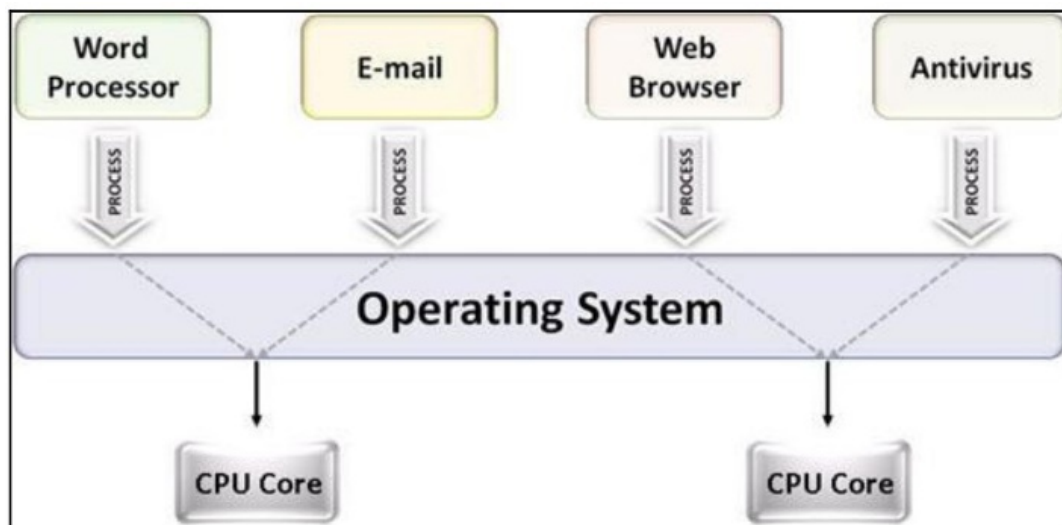 Word
Processor
E-mail
Web
Browser
Antivirus
PROCESS
PROCESS
PROCESS
PROCESS
Operating System
CPU Core
CPU Core